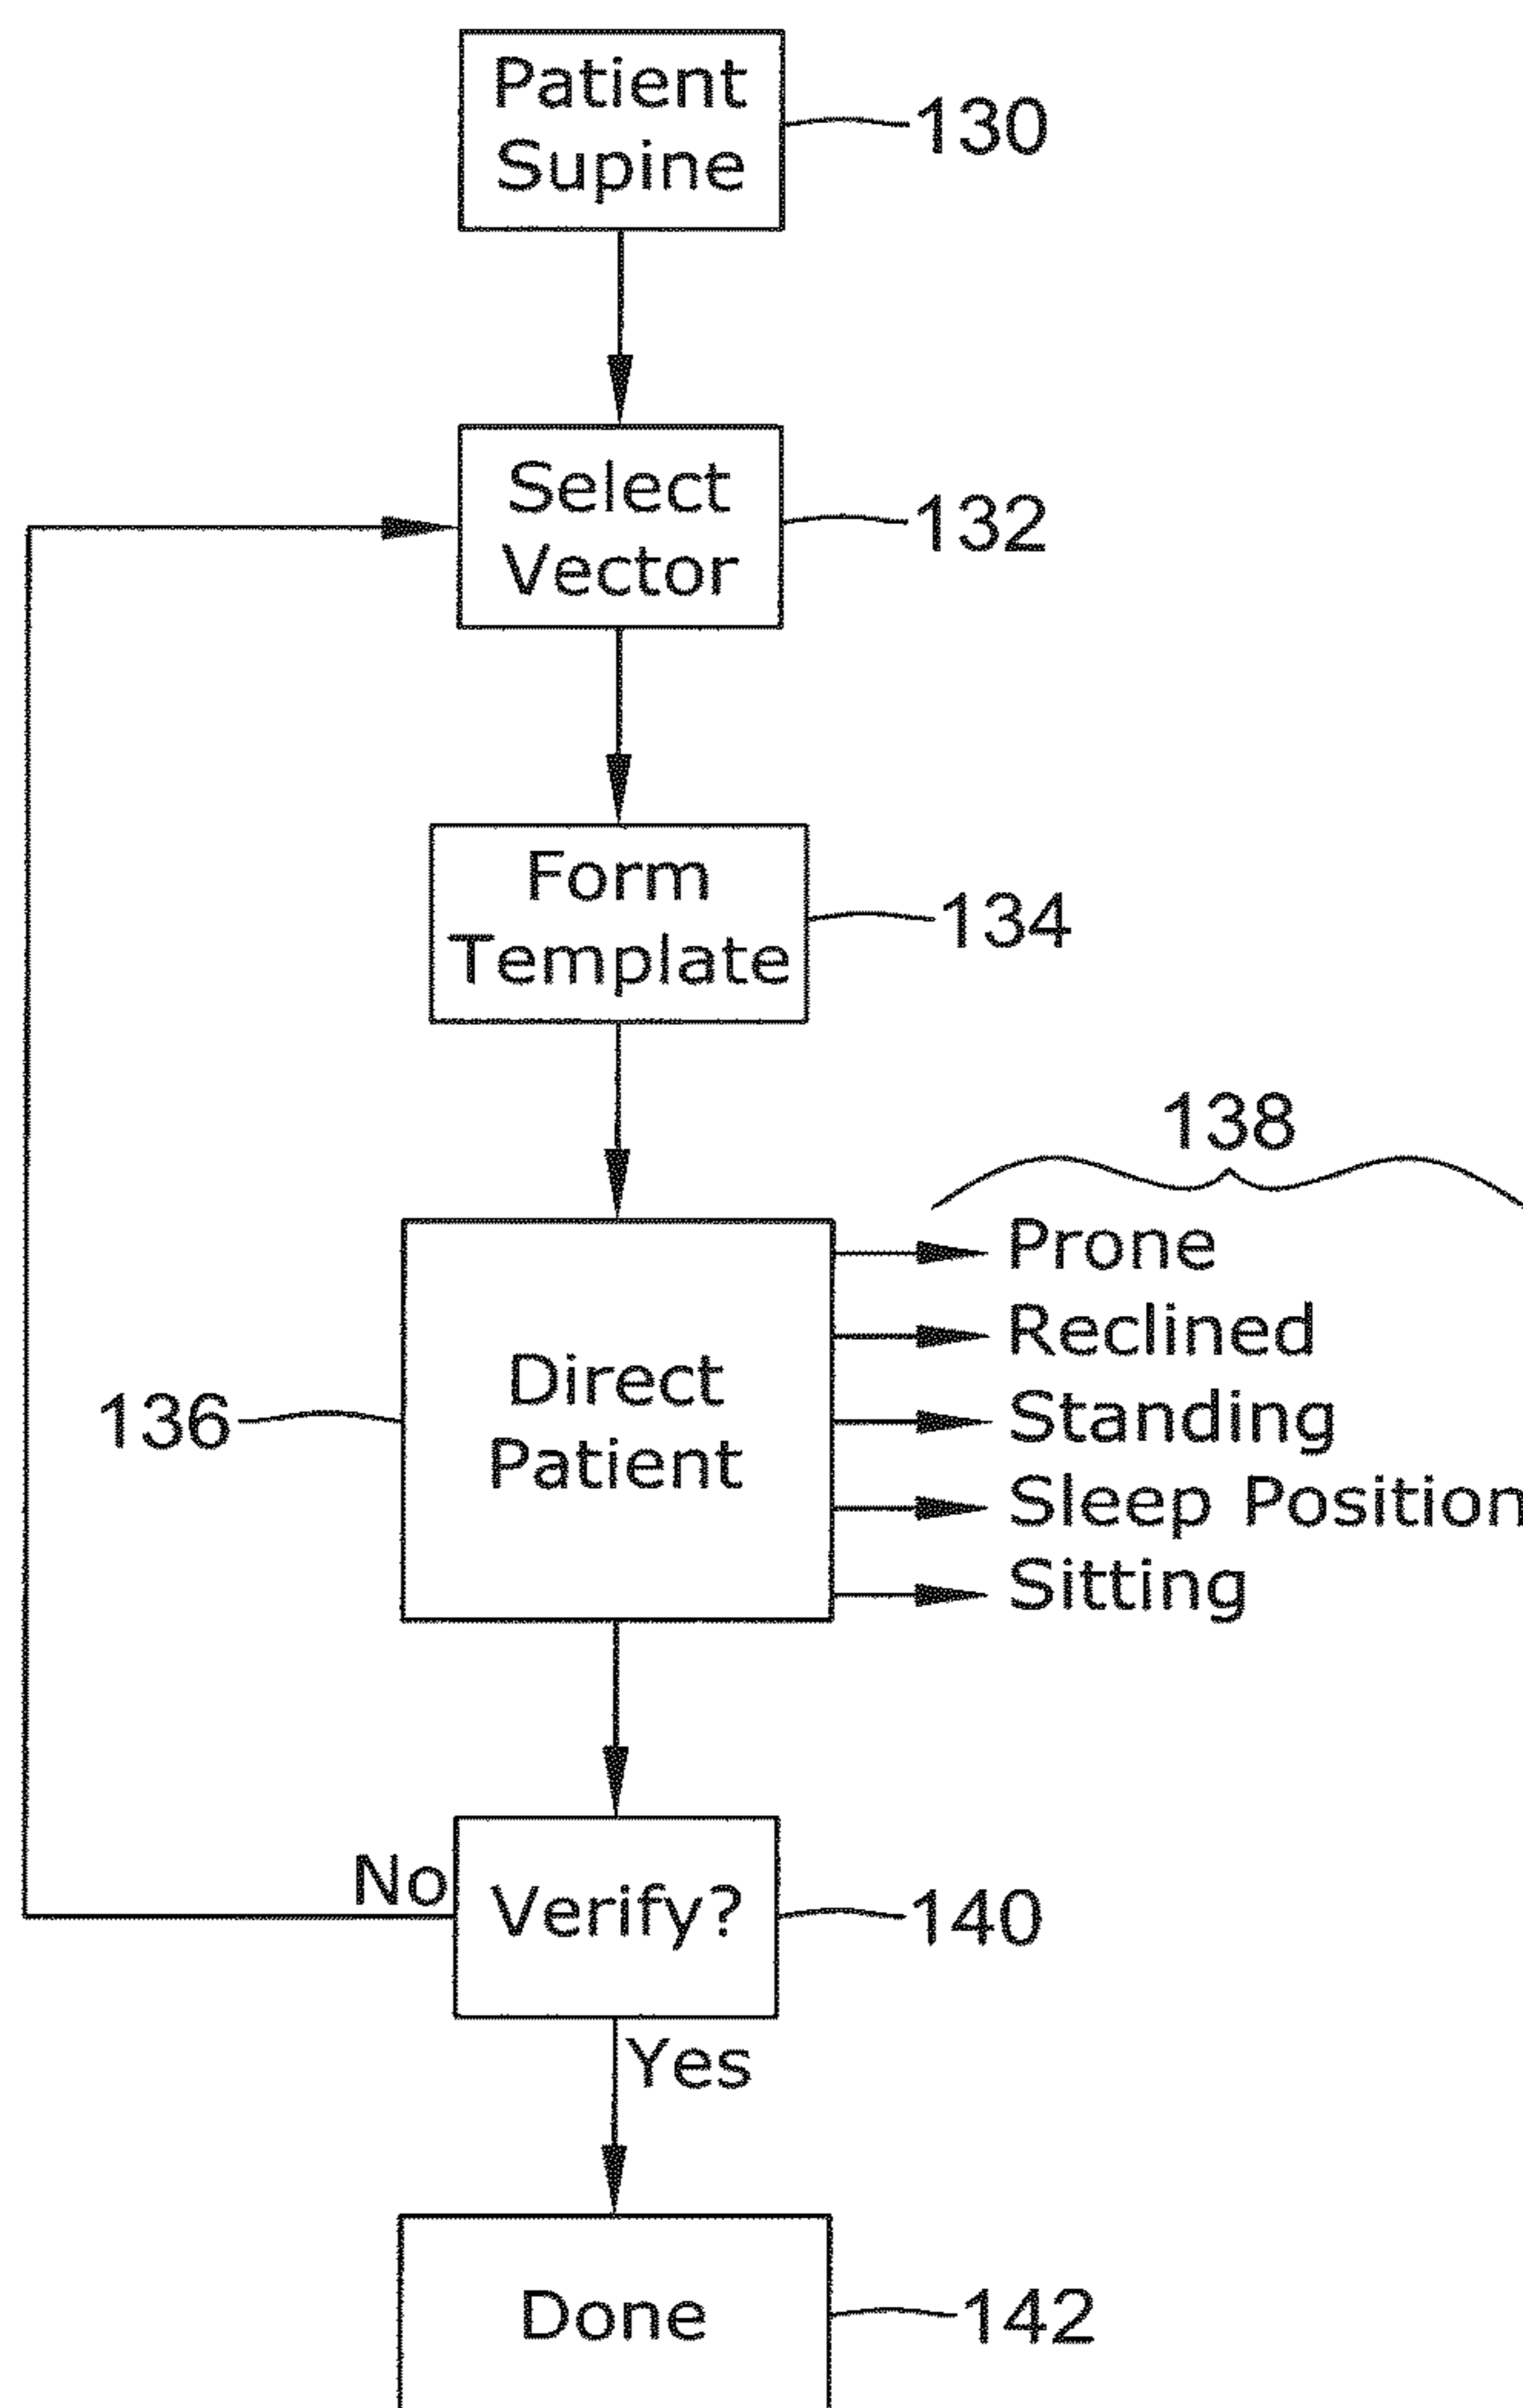 Patient
Supine
130
Select
Vector
132
Form
Template
134
138
Prone
Reclined
Direct
Patient
136
Standing
Sleep Position
Sitting
No
Verify?
140
Yes
Done
142